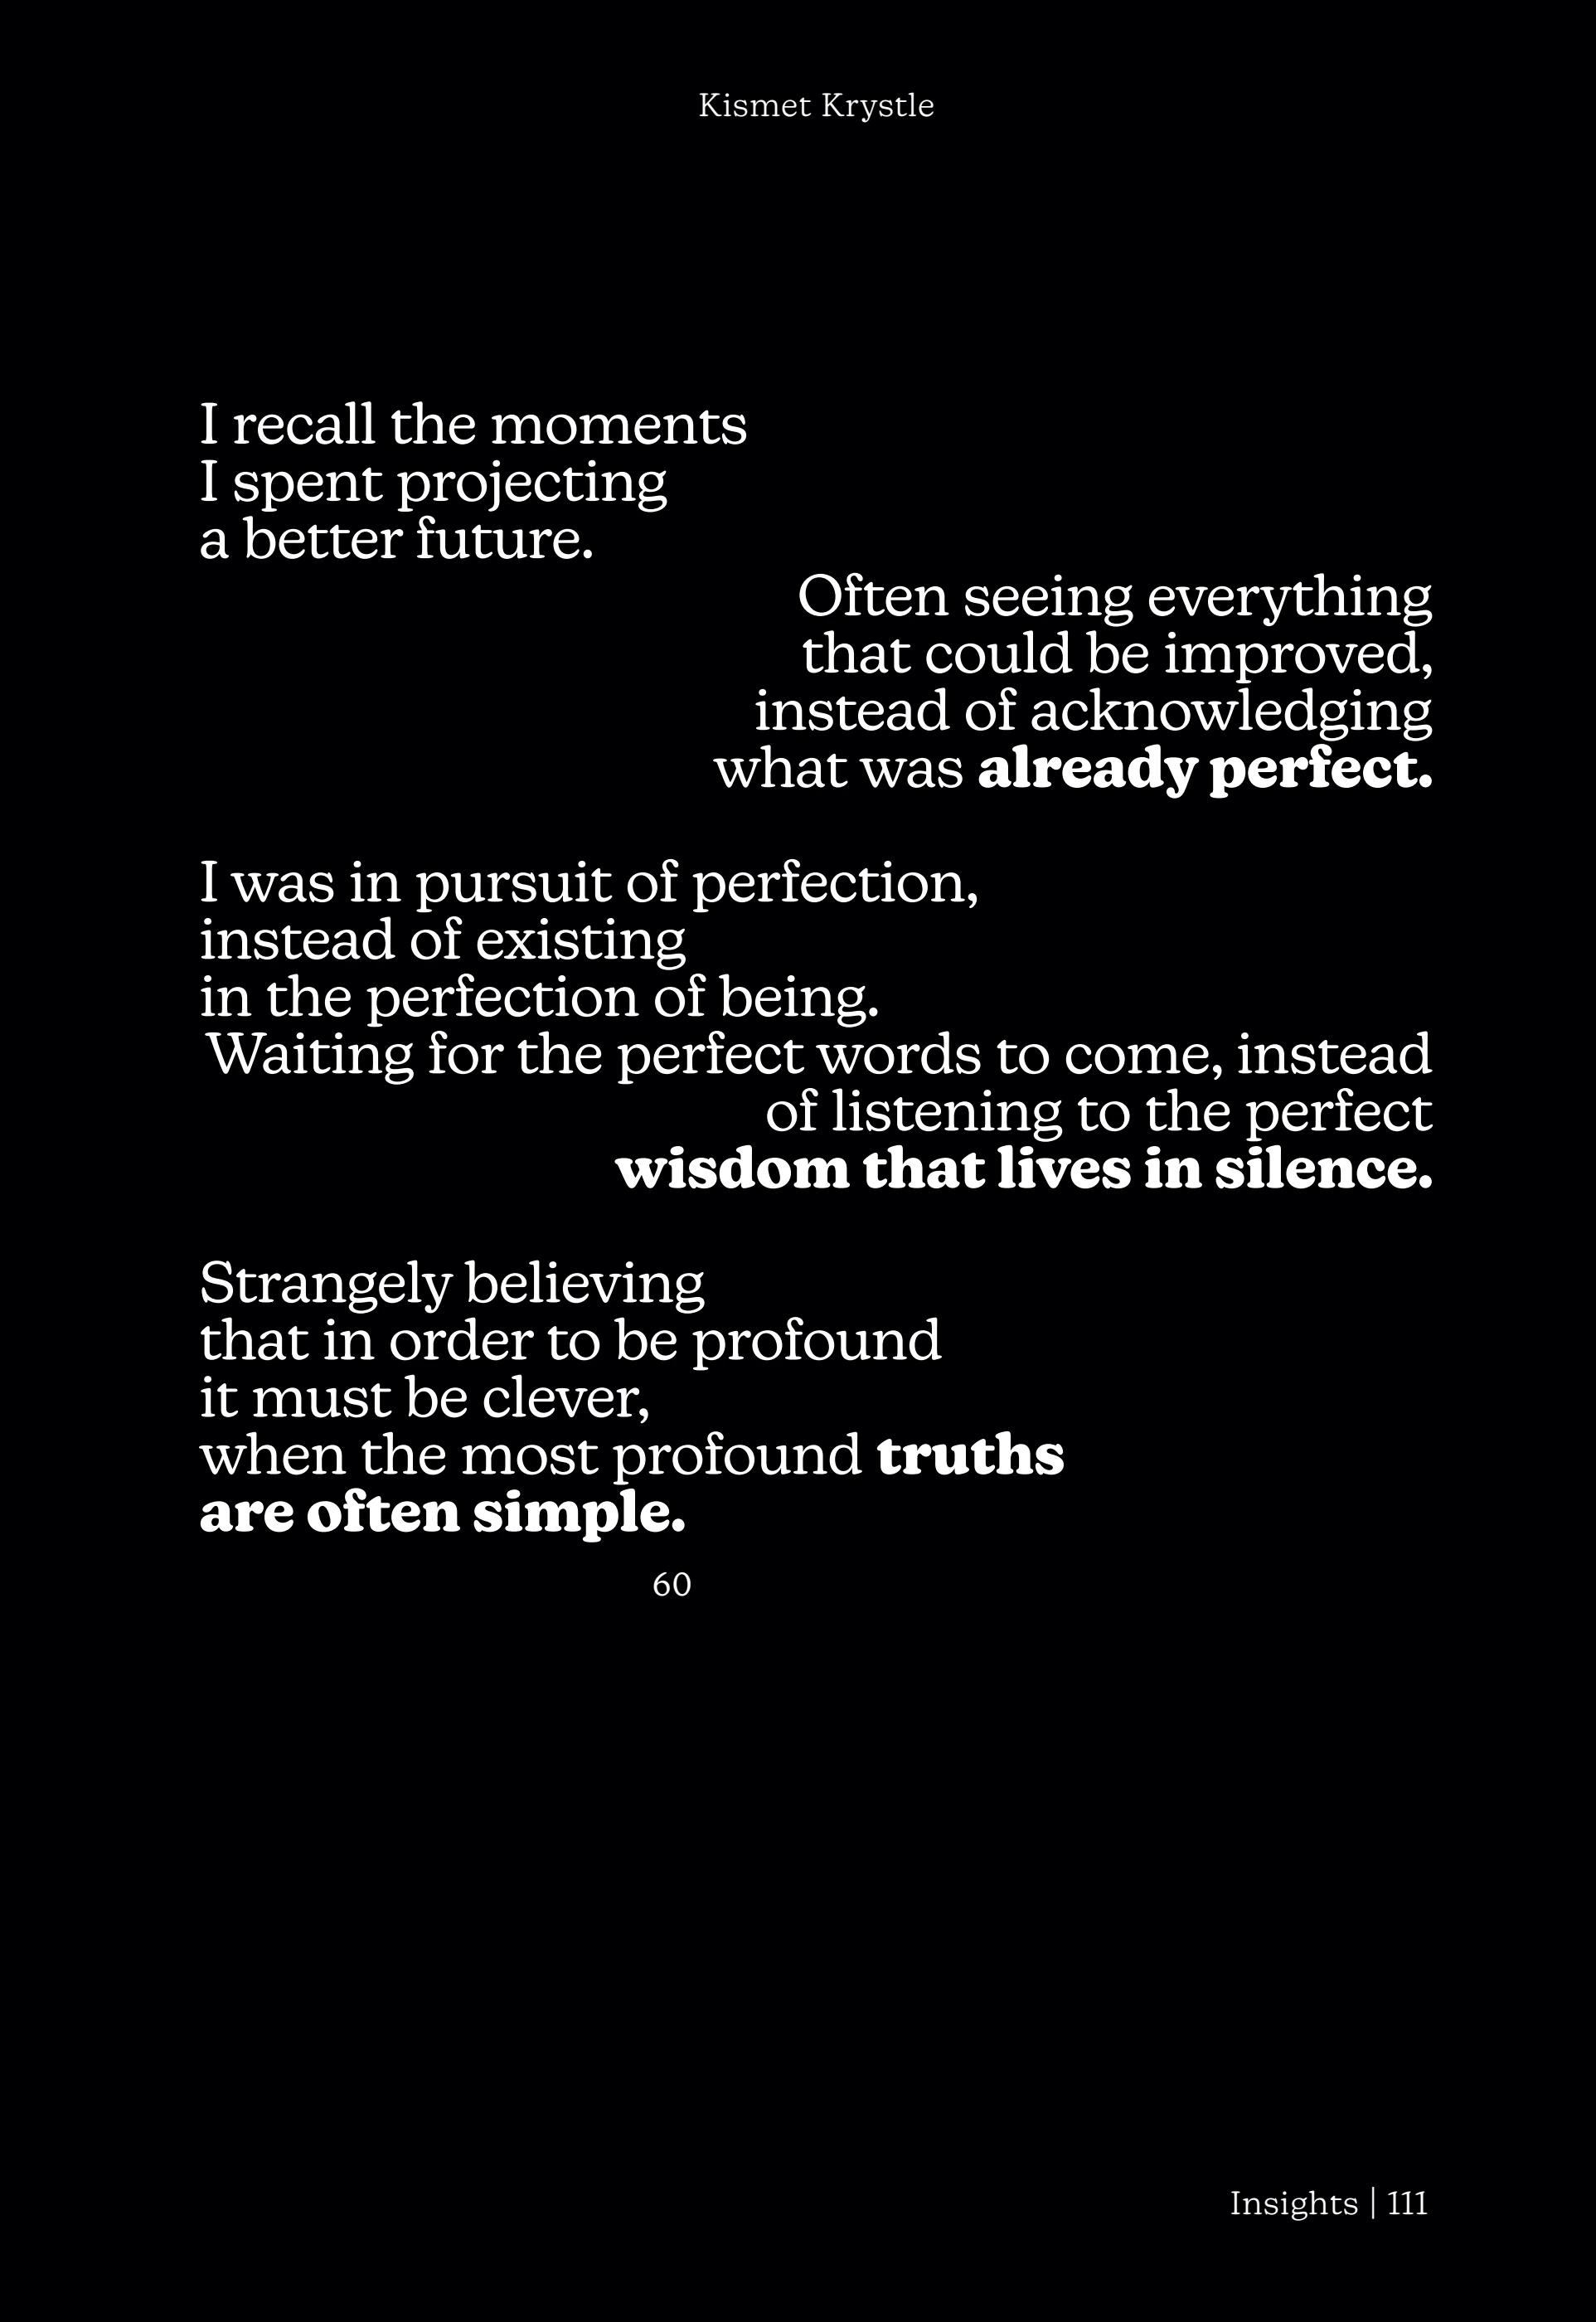 Kismet Krystle
I recall the moments
I spent projecting
a better future.
Often seeing everything
that could be improved,
instead of acknowledging
what was already perfect.
I was in pursuit of perfection,
instead of existing
in the perfection of being.
Waiting for the perfect words to come, instead
of listening to the perfect
wisdom that lives in silence.
Strangely believing
that in order to be profound
it must be clever,
when the most profound truths
are often simple.
60
Insights | 111